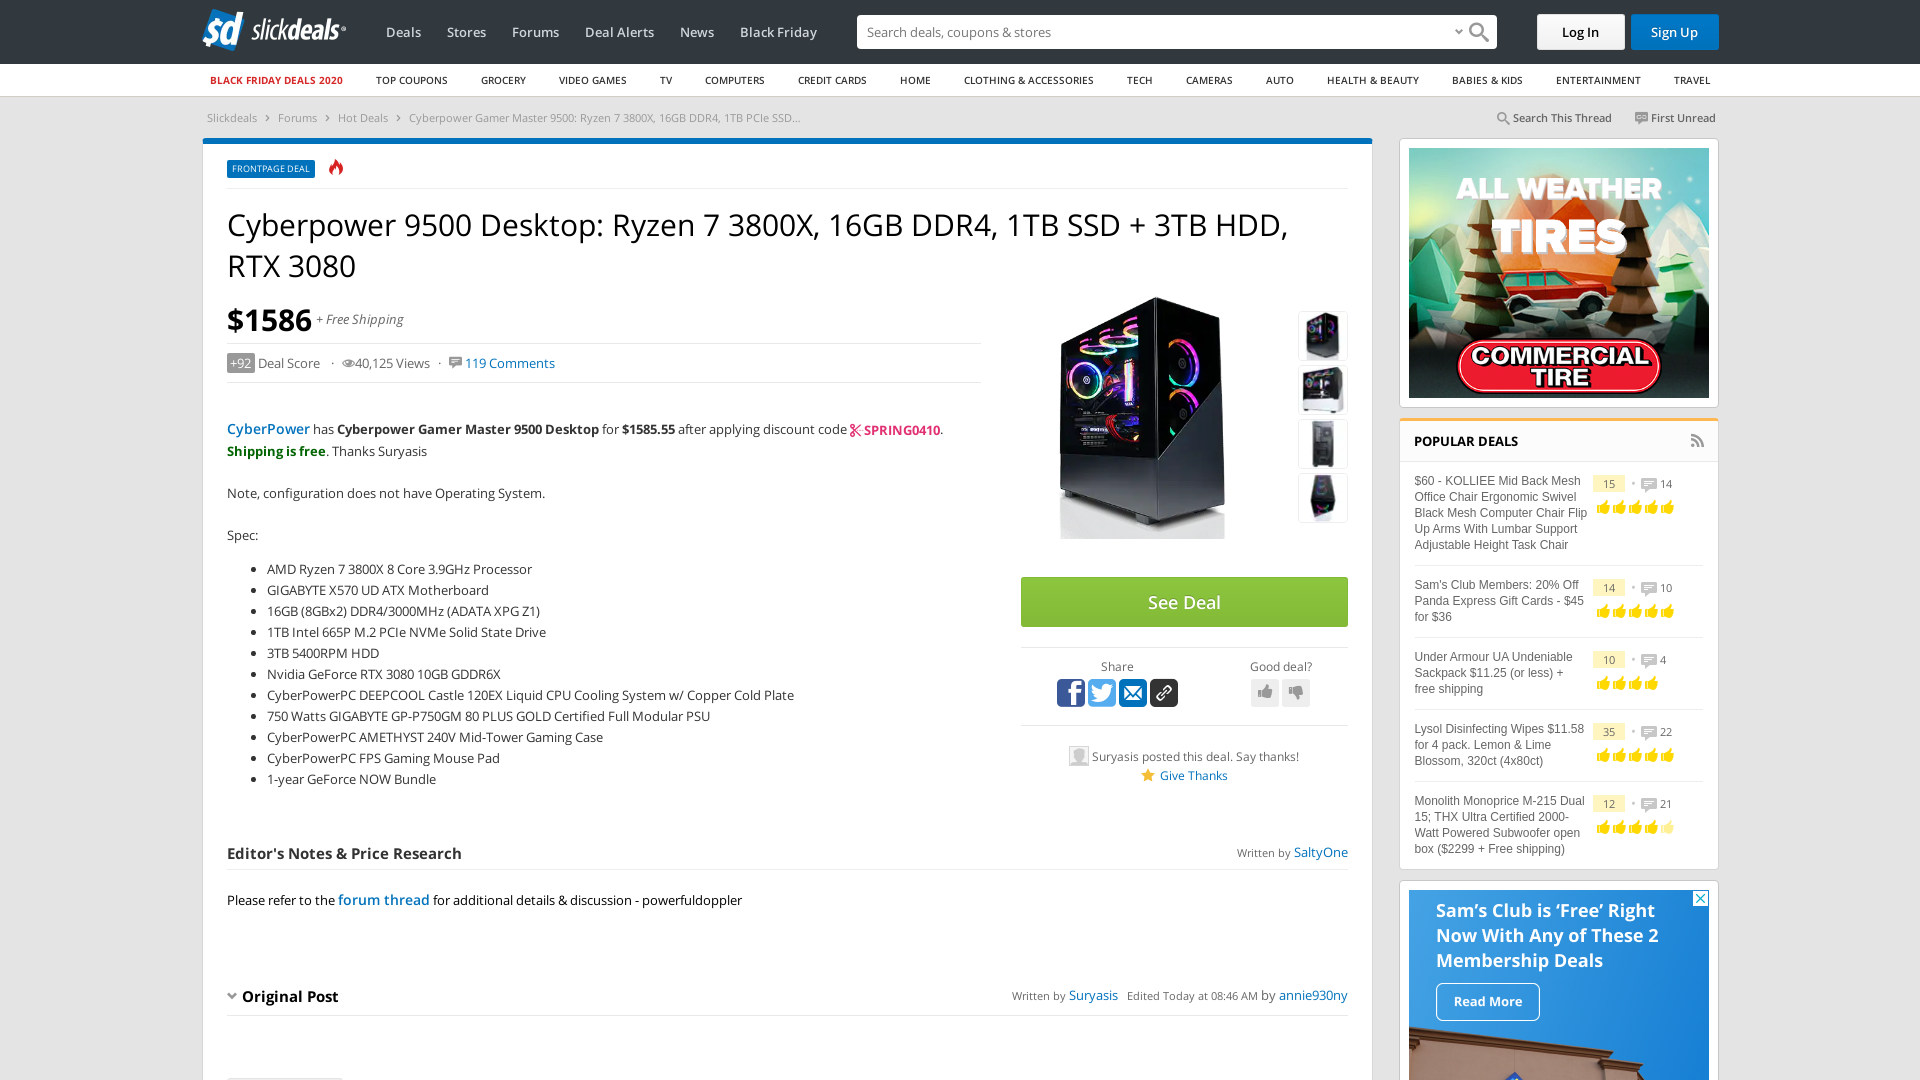 slickdeals
Deals
Stores
Forums
Deal Alerts
News
Black Friday
Search deals, coupons & stores
Log In
Sign Up
BLACK FRIDAY DEALS 2020
TOP COUPONS
GROCERY
VIDEO GAMES
TV
COMPUTERS
CREDIT CARDS
HOME
CLOTHING & ACCESSORIES
TECH
CAMERAS
AUTO
HEALTH & BEAUTY
BABIES & KIDS
ENTERTAINMENT
TRAVEL
Slickdeals
Forums
Hot Deals
Cyberpower Gamer Master 9500: Ryzen 7 3800X, 16GB DDR4, 1TB PCIe SSD...
Search This Thread
First Unread
FRONTPAGE DEAL
Cyberpower 9500 Desktop: Ryzen 7 3800X, 16GB DDR4, 1TB SSD + 3TB HDD,
RTX 3080
$1586 + Free Shipping
+92 Deal Score · 40,125 Views · 119 Comments
CyberPower has Cyberpower Gamer Master 9500 Desktop for $1585.55 after applying discount code SPRING0410.
Shipping is free. Thanks Suryasis
Note, configuration does not have Operating System.
Spec:
• AMD Ryzen 7 3800X 8 Core 3.9GHz Processor
• GIGABYTE X570 UD ATX Motherboard
• 16GB (8GBx2) DDR4/3000MHz (ADATA XPG Z1)
• 1TB Intel 665P M.2 PCIe NVMe Solid State Drive
• 3TB 5400RPM HDD
• Nvidia GeForce RTX 3080 10GB GDDR6X
• CyberPowerPC DEEPCOOL Castle 120EX Liquid CPU Cooling System w/ Copper Cold Plate
• 750 Watts GIGABYTE GP-P750GM 80 PLUS GOLD Certified Full Modular PSU
• CyberPowerPC AMETHYST 240V Mid-Tower Gaming Case
• CyberPowerPC FPS Gaming Mouse Pad
• 1-year GeForce NOW Bundle
See Deal
Share
Good deal?
Suryasis posted this deal. Say thanks!
Give Thanks
Editor's Notes & Price Research
Written by SaltyOne
Please refer to the forum thread for additional details & discussion - powerfuldoppler
Original Post
Written by Suryasis Edited Today at 08:46 AM by annie930ny
ALL WEATHER
TIRES
COMMERCIAL
TIRE
POPULAR DEALS
$60 - KOLLIEE Mid Back Mesh
Office Chair Ergonomic Swivel
Black Mesh Computer Chair Flip
Up Arms With Lumbar Support
Adjustable Height Task Chair
15 • 14
Sam's Club Members: 20% Off
Panda Express Gift Cards - $45
for $36
14 • 10
Under Armour UA Undeniable
Sackpack $11.25 (or less) +
free shipping
10 • 4
Lysol Disinfecting Wipes $11.58
for 4 pack. Lemon & Lime
Blossom, 320ct (4x80ct)
35 • 22
Monolith Monoprice M-215 Dual
15; THX Ultra Certified 2000-
Watt Powered Subwoofer open
box ($2299 + Free shipping)
12 • 21
Sam's Club is ‘Free’ Right
Now With Any of These 2
Membership Deals
Read More